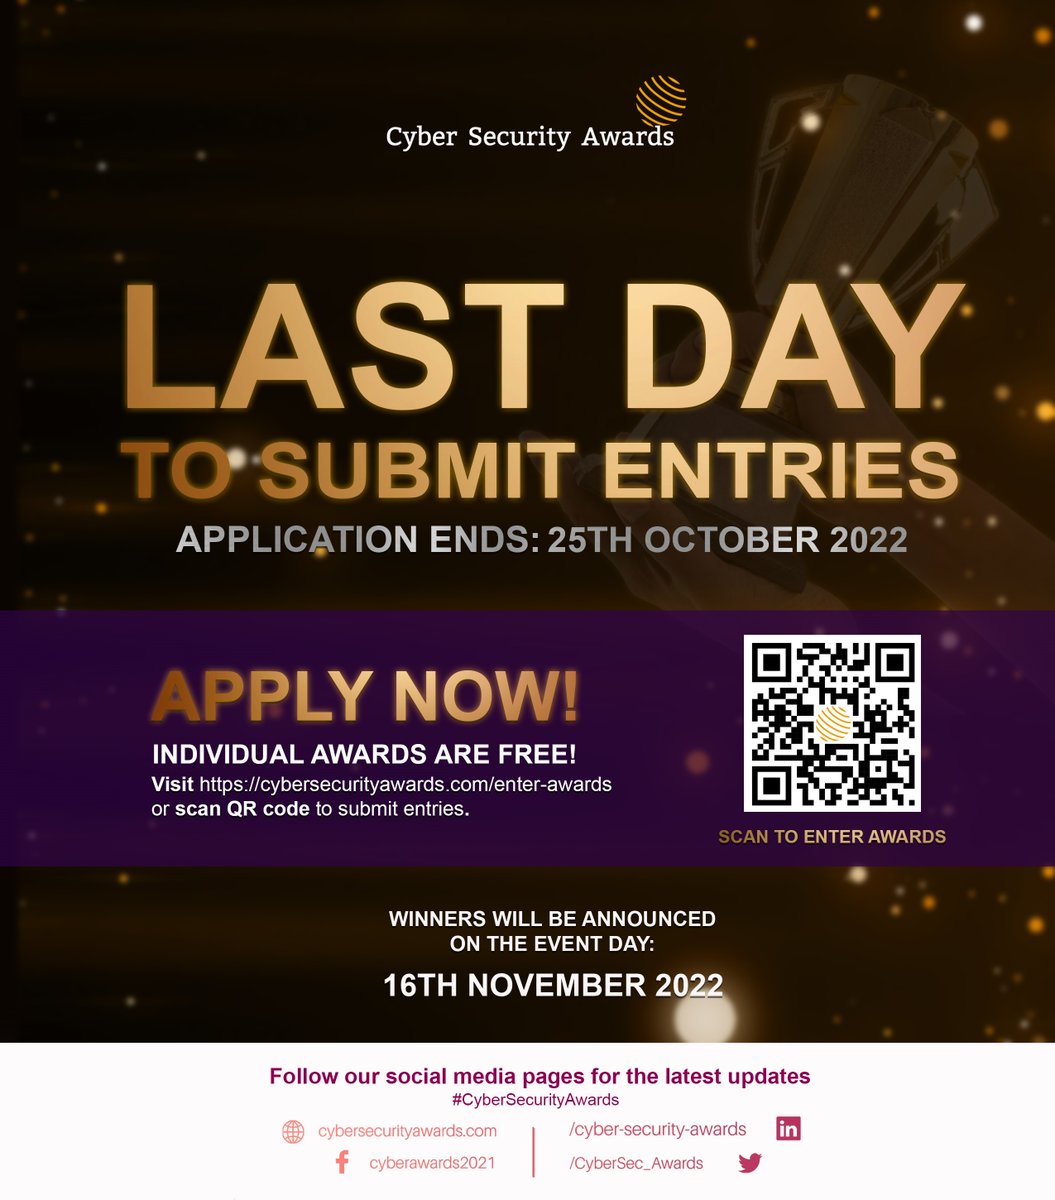 Cyber Security Awards
LAST DAY
TO SUBMIT ENTRIES
APPLICATION ENDS: 25TH OCTOBER 2022
APPLY NOW!
INDIVIDUAL AWARDS ARE FREE!
Visit https://cybersecurityawards.com/enter-awards
or scan QR code to submit entries.
SCAN TO ENTER AWARDS
WINNERS WILL BE ANNOUNCED
ON THE EVENT DAY:
16TH NOVEMBER 2022
Follow our social media pages for the latest updates
#CyberSecurityAwards
cybersecurityawards.com
cyberawards2021
/cyber-security-awards
/CyberSec_Awards